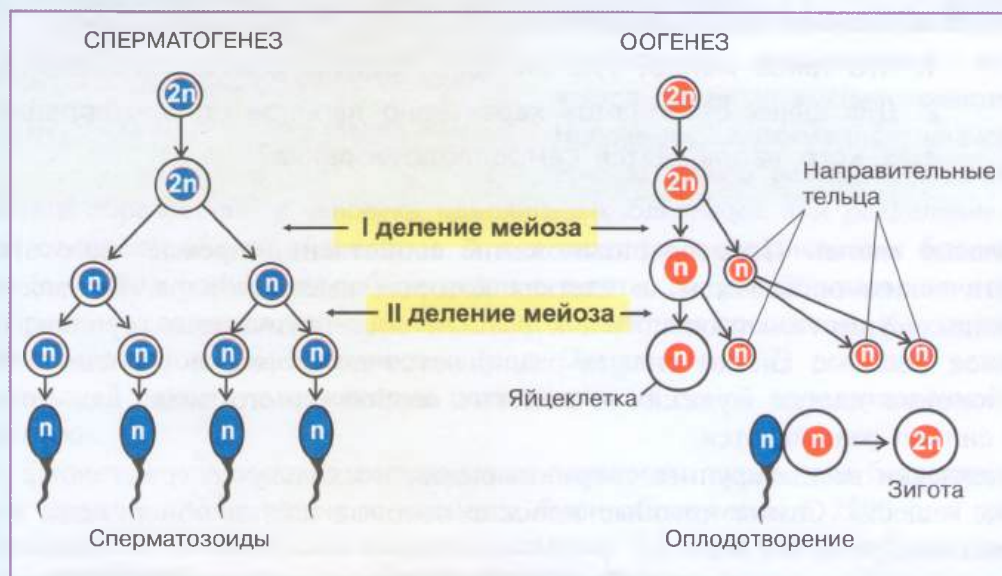 СПЕРМАТОГЕНЕЗ
2n
2n
n
n
n
n
n
n
n
n
n
n
Сперматозоиды
I деление мейоза
II деление мейоза
ООГЕНЕЗ
2n
2n
Направительные
тельца
n
n
n
n
n
n
Яйцеклетка
n
n
2n
Зигота
Оплодотворение